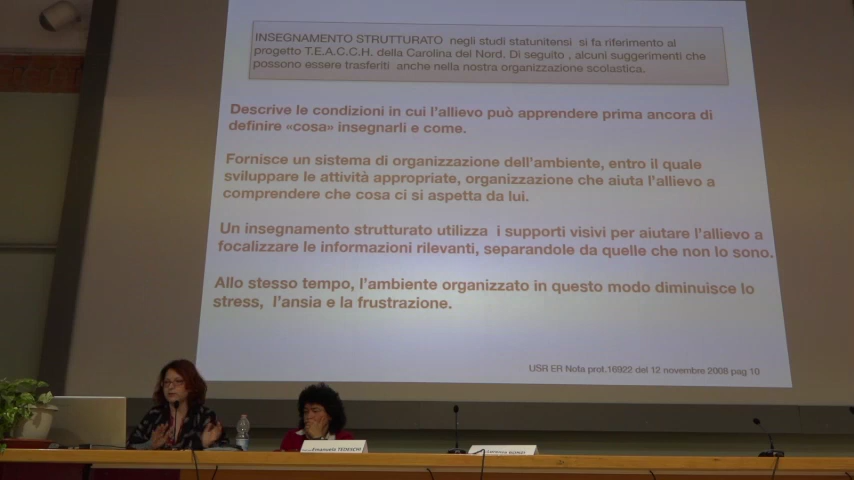 INSEGNAMENTO STRUTTURATO negli studi statunitensi si fa riferimento al
progetto T.E.A.C.C.H. della Carolina del Nord. Di seguito , alcuni suggerimenti che
possono essere trasferiti anche nella nostra organizzazione scolastica.
Descrive le condizioni in cui l'allievo può apprendere prima ancora di
definire «cosa» insegnarli e come.
Fornisce un sistema di organizzazione dell'ambiente, entro il quale
sviluppare le attività appropriate, organizzazione che aiuta l'allievo a
comprendere che cosa ci si aspetta da lui.
Un insegnamento strutturato utilizza i supporti visivi per aiutare l'allievo a
focalizzare le informazioni rilevanti, separandole da quelle che non lo sono.
Allo stesso tempo, l'ambiente organizzato in questo modo diminuisce lo
stress, l'ansia e la frustrazione.
USR ER Nota prot.16922 del 12 novembre 2008 pag 10
Emanuela TEDESCHI